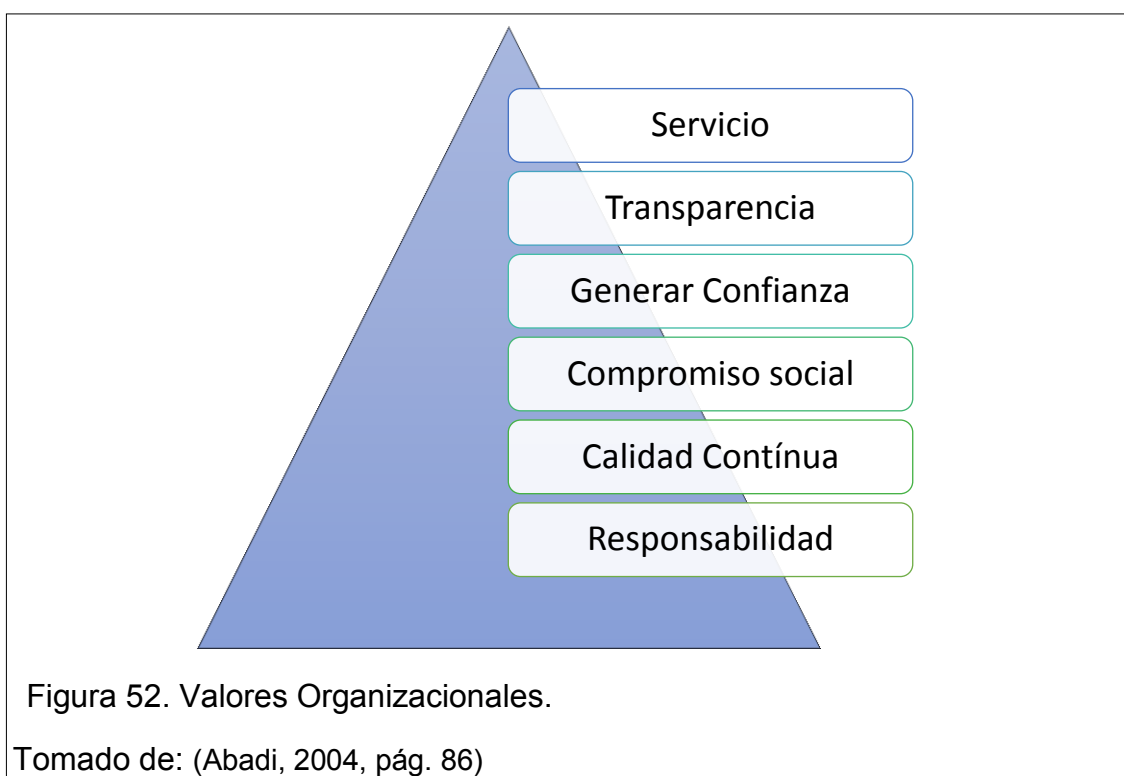 Servicio
Transparencia
Generar Confianza
Compromiso social
Calidad Contínua
Responsabilidad
Figura 52. Valores Organizacionales.
Tomado de: (Abadi, 2004, pág. 86)